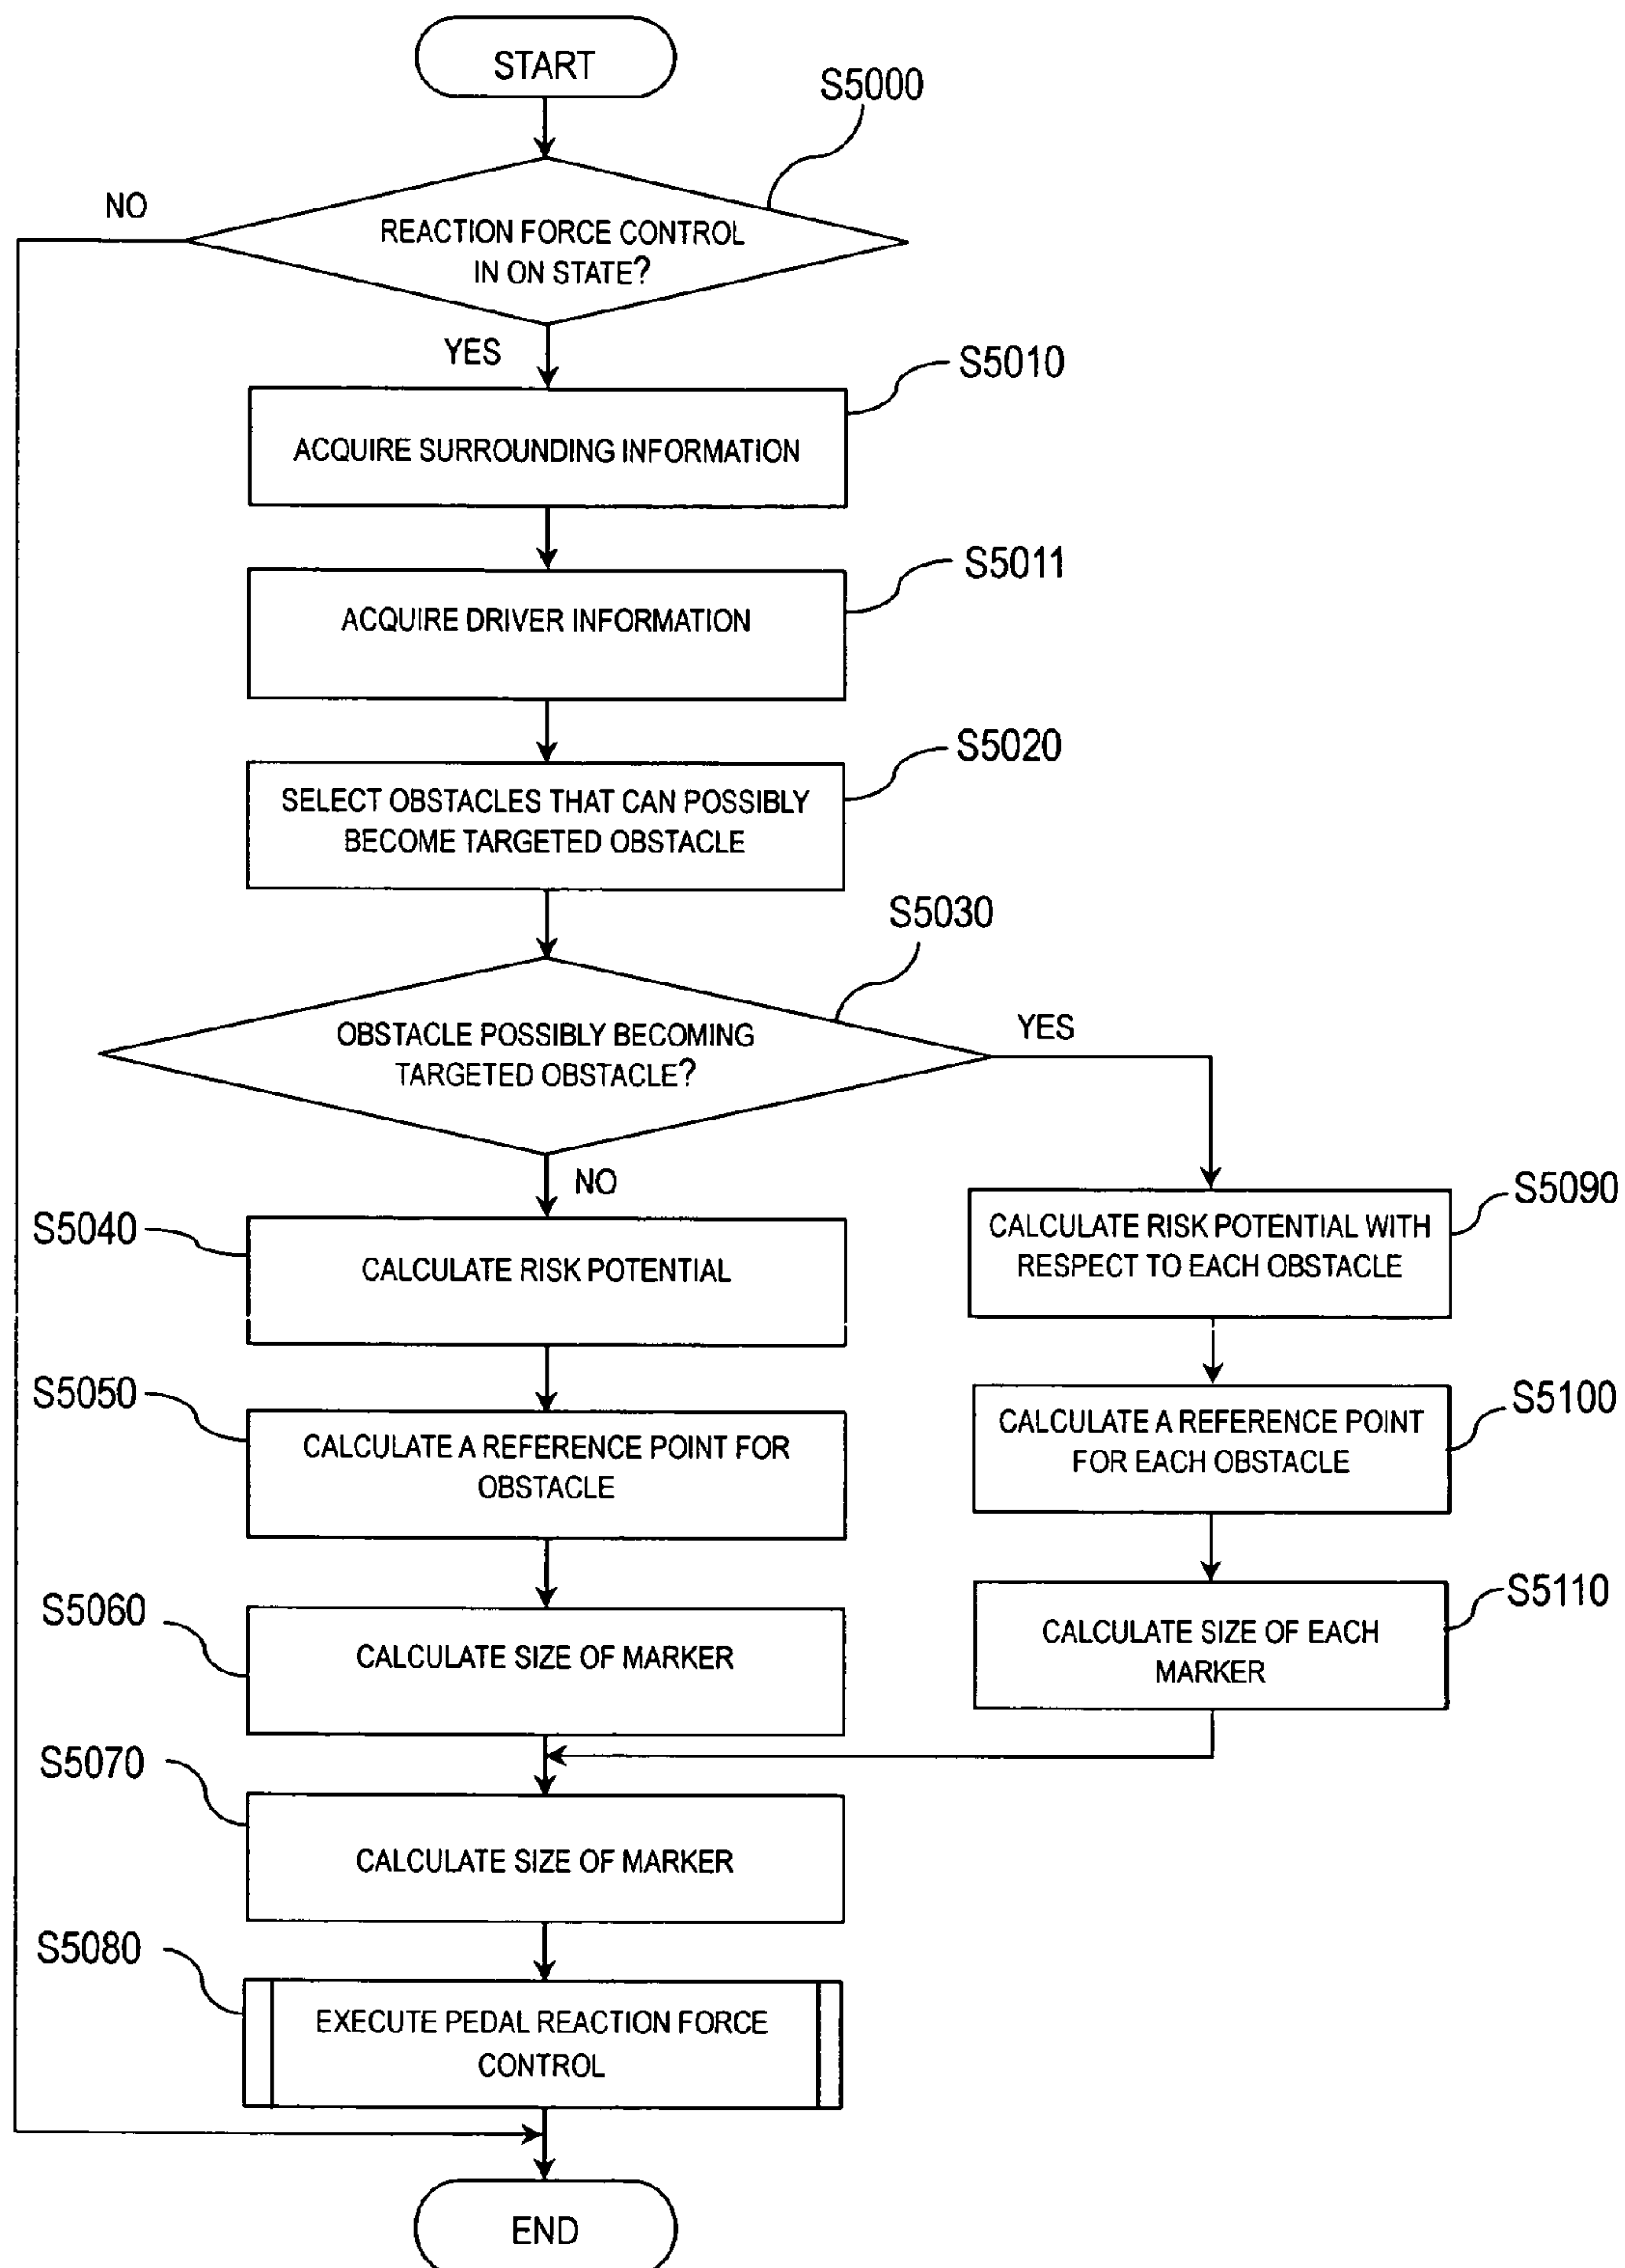 START
S5000
NO
REACTION FORCE CONTROL
IN ON STATE?
YES
S5010
ACQUIRE SURROUNDING INFORMATION
S5011
ACQUIRE DRIVER INFORMATION
S5020
SELECT OBSTACLES THAT CAN POSSIBLY
BECOME TARGETED OBSTACLE
S5030
OBSTACLE POSSIBLY BECOMING
TARGETED OBSTACLE?
YES
NO
S5040
CALCULATE RISK POTENTIAL
S5090
CALCULATE RISK POTENTIAL WITH
RESPECT TO EACH OBSTACLE
S5050
CALCULATE A REFERENCE POINT FOR
OBSTACLE
S5100
CALCULATE A REFERENCE POINT
FOR EACH OBSTACLE
S5060
CALCULATE SIZE OF MARKER
S5110
CALCULATE SIZE OF EACH
MARKER
S5070
CALCULATE SIZE OF MARKER
S5080
EXECUTE PEDAL REACTION FORCE
CONTROL
END